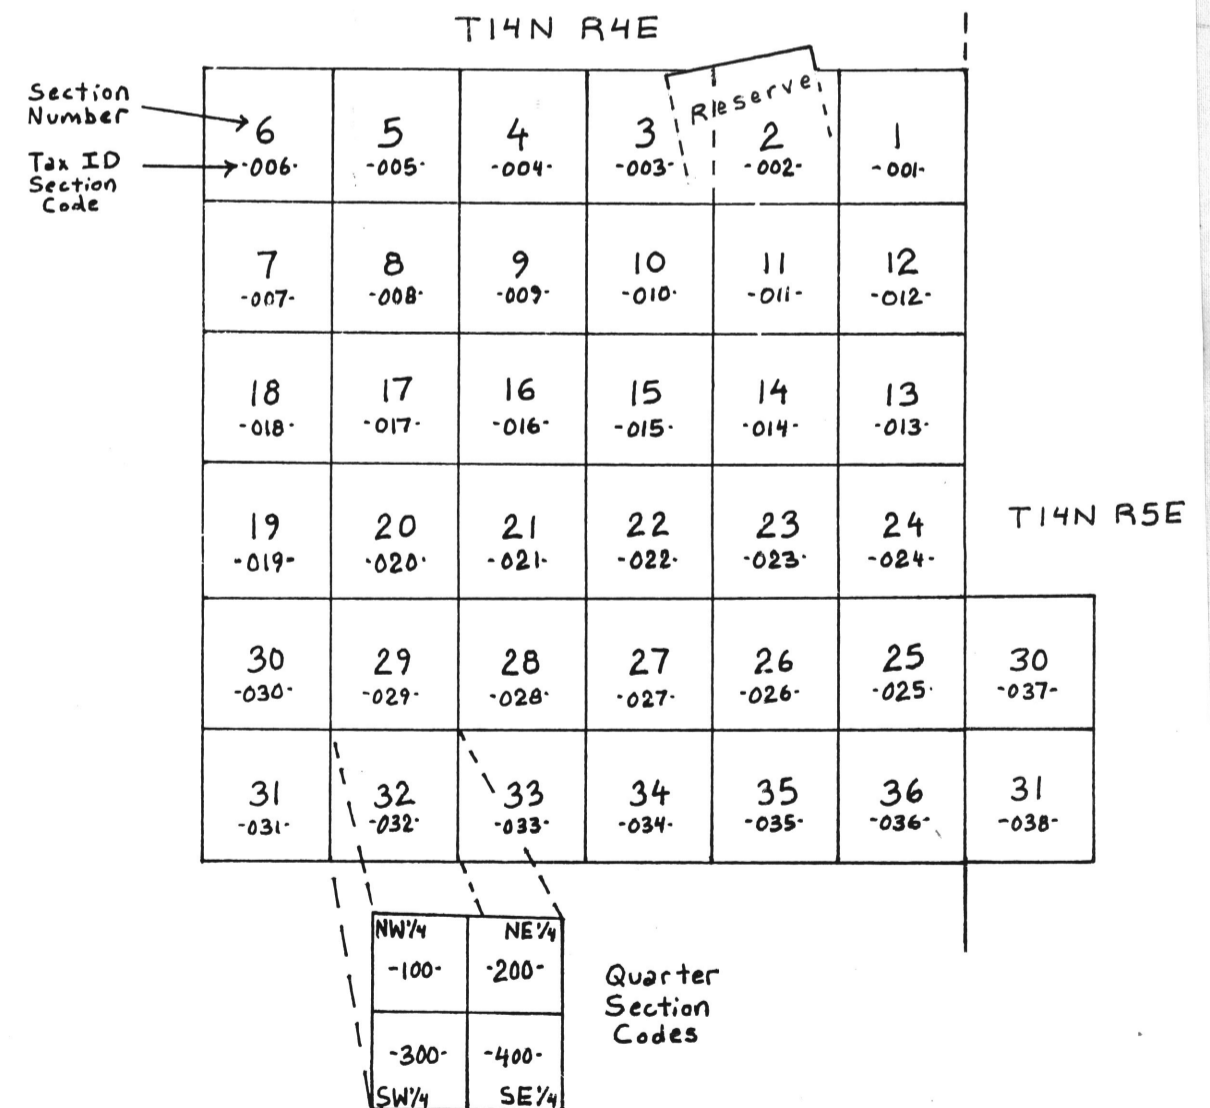 T14N R4E
Section
Number
Tax ID
Section
Code
6 5 4 3 2 1
Reserve
-006- -005- -004- -003- -002- -001-
7 8 9 10 11 12
-007- -008- -009- -010- -011- -012-
18 17 16 15 14 13
-018- -017- -016- -015- -014- -013-
19 20 21 22 23 24
T14N R5E
-019- -020- -021- -022- -023- -024-
30 29 28 27 26 25 30
-030- -029- -028- -027- -026- -025- -037-
31 32 33 34 35 36 31
-031- -032- -033- -034- -035- -036- -038-
NW¼ NE¼
-100- -200-
-300- -400-
SW¼ SE¼
Quarter
Section
Codes